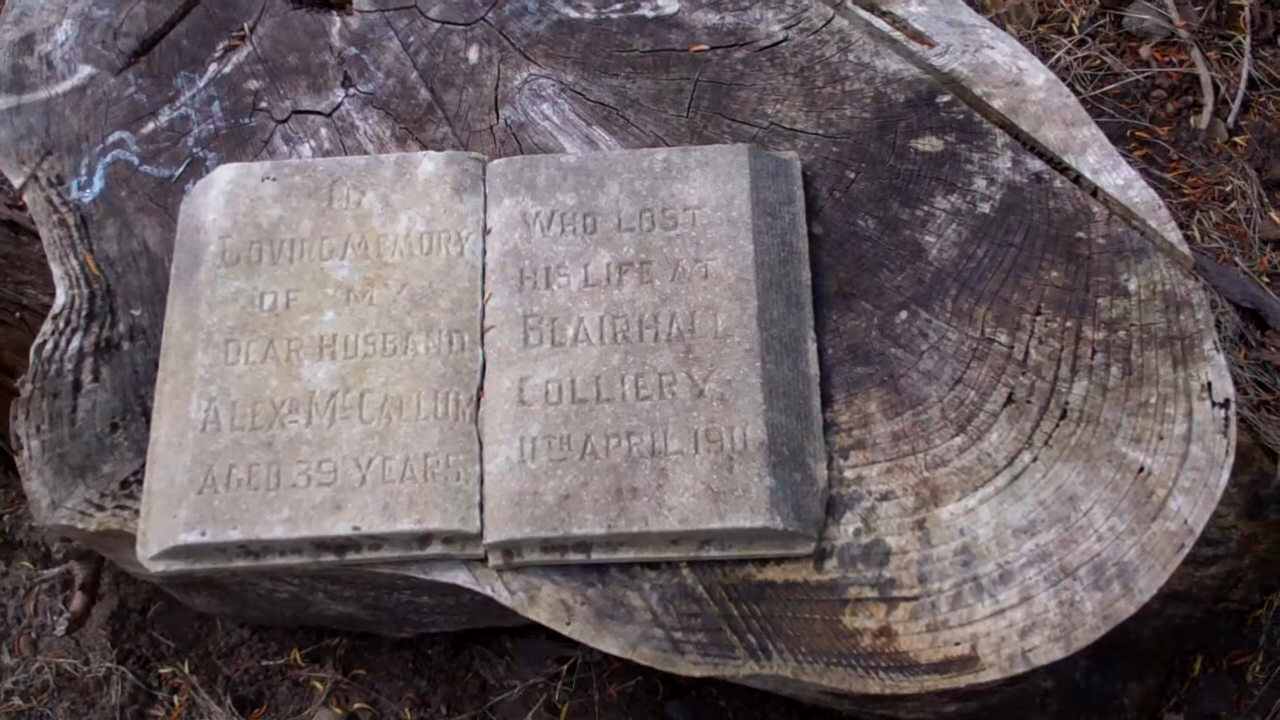 IN
LOVING MEMORY
OF MY
DEAR HUSBAND
ALEXR McCALLUM
AGED 39 YEARS,
WHO LOST
HIS LIFE AT
BLAIRHALL
COLLIERY,
11TH APRIL, 1911